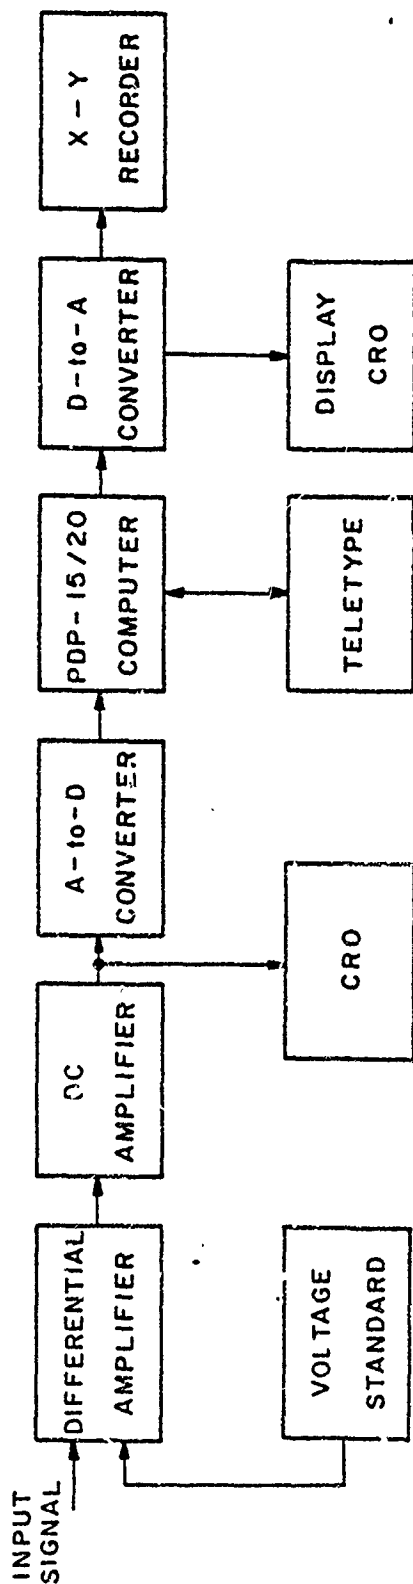 INPUT
SIGNAL
DIFFERENTIAL
AMPLIFIER
DC
AMPLIFIER
A-to-D
CONVERTER
PDP-15/20
COMPUTER
D-to-A
CONVERTER
X-Y
RECORDER
VOLTAGE
STANDARD
CRO
TELETYPE
DISPLAY
CRO